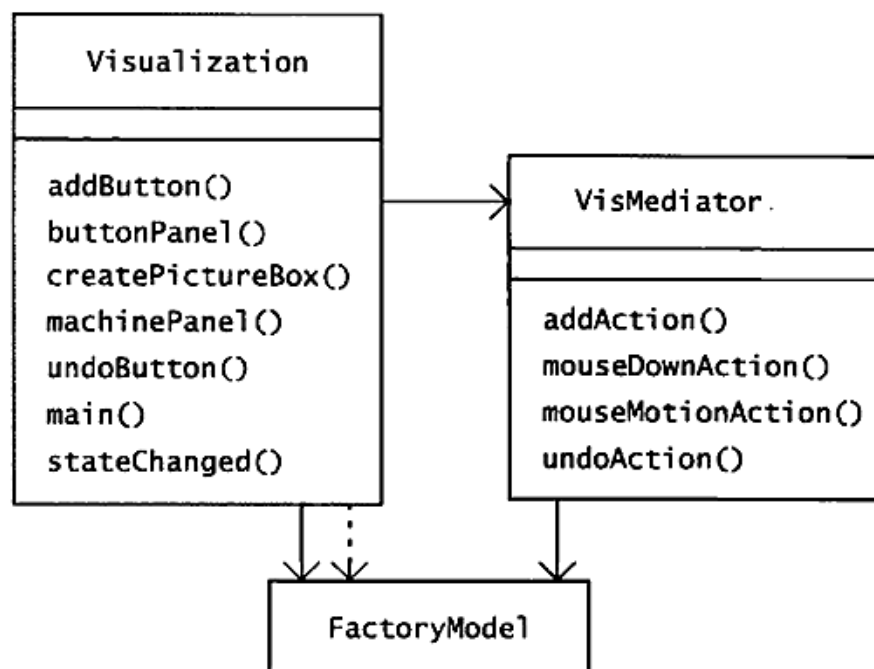 Visualization
addButton()
buttonPanel()
createPictureBox()
machinePanel()
undoButton()
main()
stateChanged()
VisMediator
addAction()
mouseDownAction()
mouseMotionAction()
undoAction()
FactoryModel